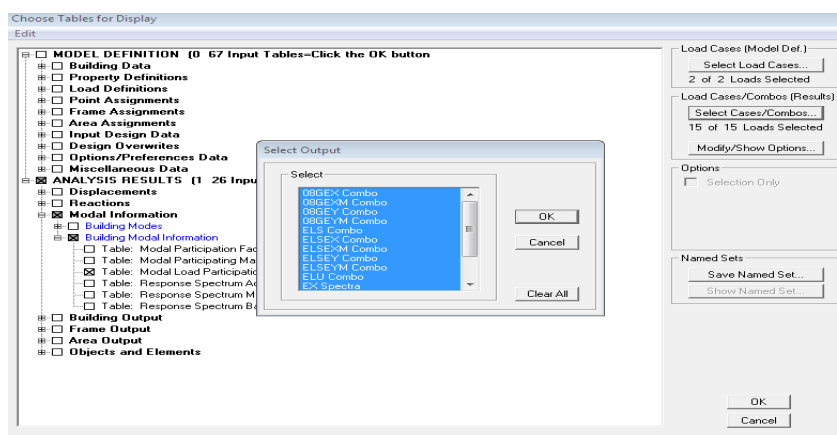 Choose Tables for Display
Edit
MODEL DEFINITION (0 67 Input Tables=Click the OK button
Building Data
Property Definitions
Load Definitions
Point Assignments
Frame Assignments
Area Assignments
Input Design Data
Design Overwrites
Options/Preferences Data
Miscellaneous Data
ANALYSIS RESULTS (1 26 Inpu
Displacements
Reactions
Modal Information
Building Modes
Building Modal Information
Table: Modal Participation Fac
Table: Modal Participating Ma
Table: Modal Load Participatic
Table: Response Spectrum Ac
Table: Response Spectrum M
Table: Response Spectrum Ba
Building Output
Frame Output
Area Output
Objects and Elements
Select Output
Select
08GEX Combo
08GEXM Combo
08GEY Combo
08GEYM Combo
ELS Combo
ELSEX Combo
ELSEXM Combo
ELSEY Combo
ELSEYM Combo
ELU Combo
EX Spectra
OK
Cancel
Clear All
Load Cases (Model Def.)
Select Load Cases...
2 of 2 Loads Selected
Load Cases/Combos (Results)
Select Cases/Combos...
15 of 15 Loads Selected
Modify/Show Options...
Options
Selection Only
Named Sets
Save Named Set...
Show Named Set...
OK
Cancel